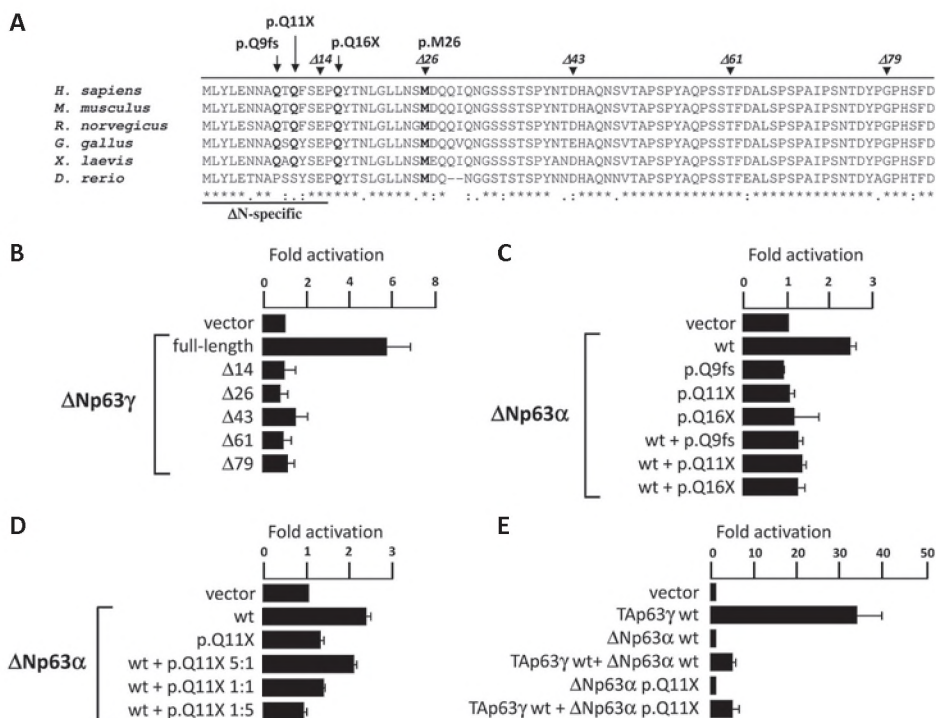 A
p.Q11X
p.Q9fs
p.Q16X
p.M26
Δ14
Δ26
Δ43
Δ61
Δ79
H. sapiens MLYLENNAQTQFSEPQYTNLGLLNSMDQQIQNGSSSTSPYNTDHAQNSVTAPSPYAQPSSTFDALSPSPAIPSNTDYPGPHSFD
M. musculus MLYLENNAQTQFSEPQYTNLGLLNSMDQQIQNGSSSTSPYNTDHAQNSVTAPSPYAQPSSTFDALSPSPAIPSNTDYPGPHSFD
R. norvegicus MLYLESNAQTQFSEPQYTNLGLLNGMDQQIQNGSSSTSPYNTDHAQNSVTAPSPYAQPSSTFDALSPSPAIPSNTDYPGPHSFD
G. gallus MLYLENNAQSQYSEPQYTNLGLLNSMDQQVQNGSSSTSPYNTEHAQNSVTAPSPYAQPSSTFDALSPSPAIPSNTDYPGPHSFD
X. laevis MLYLENNAQAQYSEPQYTNLGLLNSMEQQIQNGSSSTSPYANDHAQNNVTAPSPYAQPSSTFDALSPSPAIPSNTDYPGPHSFD
D. rerio MLYLETNAPSSYSEPQYTSLGLLNSMDQ--NGGSTSTSPYNNDHAQNNVTAPSPYAQPSSTFEALSPSPAIPSNTDYAGPHSFD
ΔN-specific
B
Fold activation
0 2 4 6 8
vector
full-length
Δ14
Δ26
Δ43
Δ61
Δ79
ΔNp63γ
C
Fold activation
0 1 2 3
vector
wt
p.Q9fs
p.Q11X
p.Q16X
wt + p.Q9fs
wt + p.Q11X
wt + p.Q16X
ΔNp63α
D
Fold activation
0 1 2 3
vector
wt
p.Q11X
wt + p.Q11X 5:1
wt + p.Q11X 1:1
wt + p.Q11X 1:5
ΔNp63α
E
Fold activation
0 10 20 30 40 50
vector
TAp63γ wt
ΔNp63α wt
TAp63γ wt+ ΔNp63α wt
ΔNp63α p.Q11X
TAp63γ wt + ΔNp63α p.Q11X